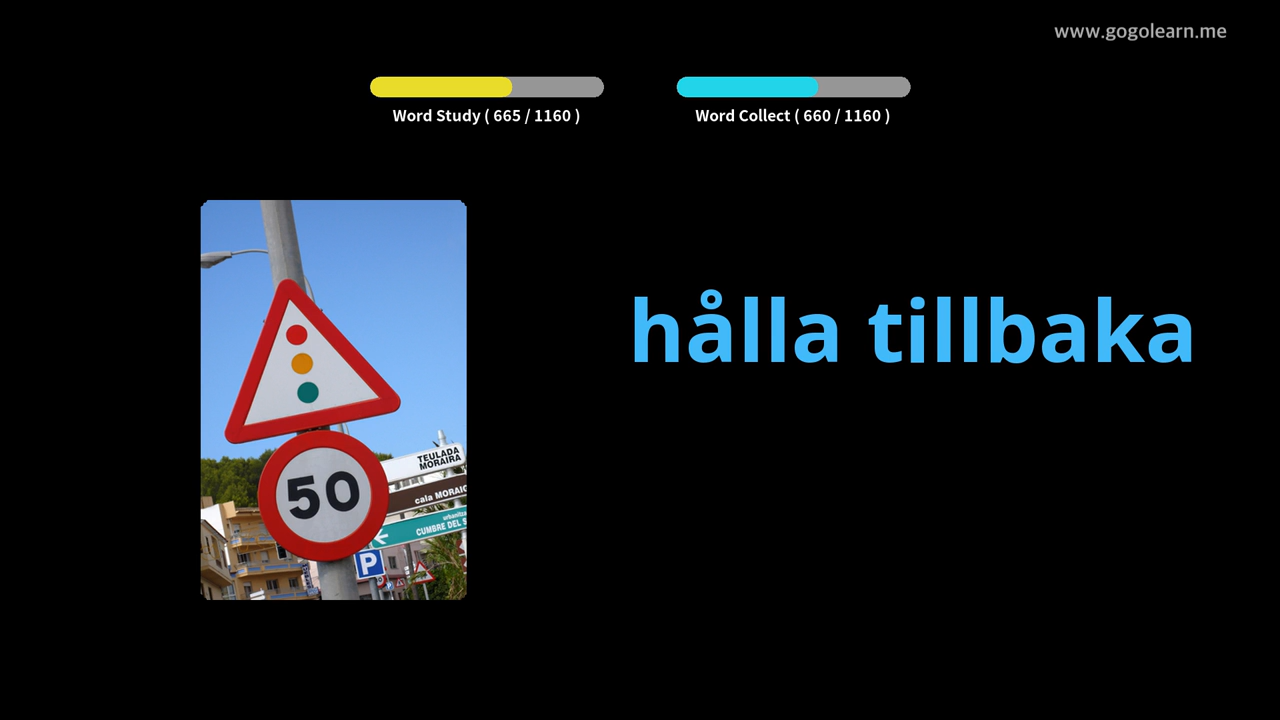 www.gogolearn.me
Word Study ( 665 / 1160 )
Word Collect ( 660 / 1160 )
hålla tillbaka
50
TEULADA
MORAIRA
cala MORAIG
CUMBRE DEL S
P